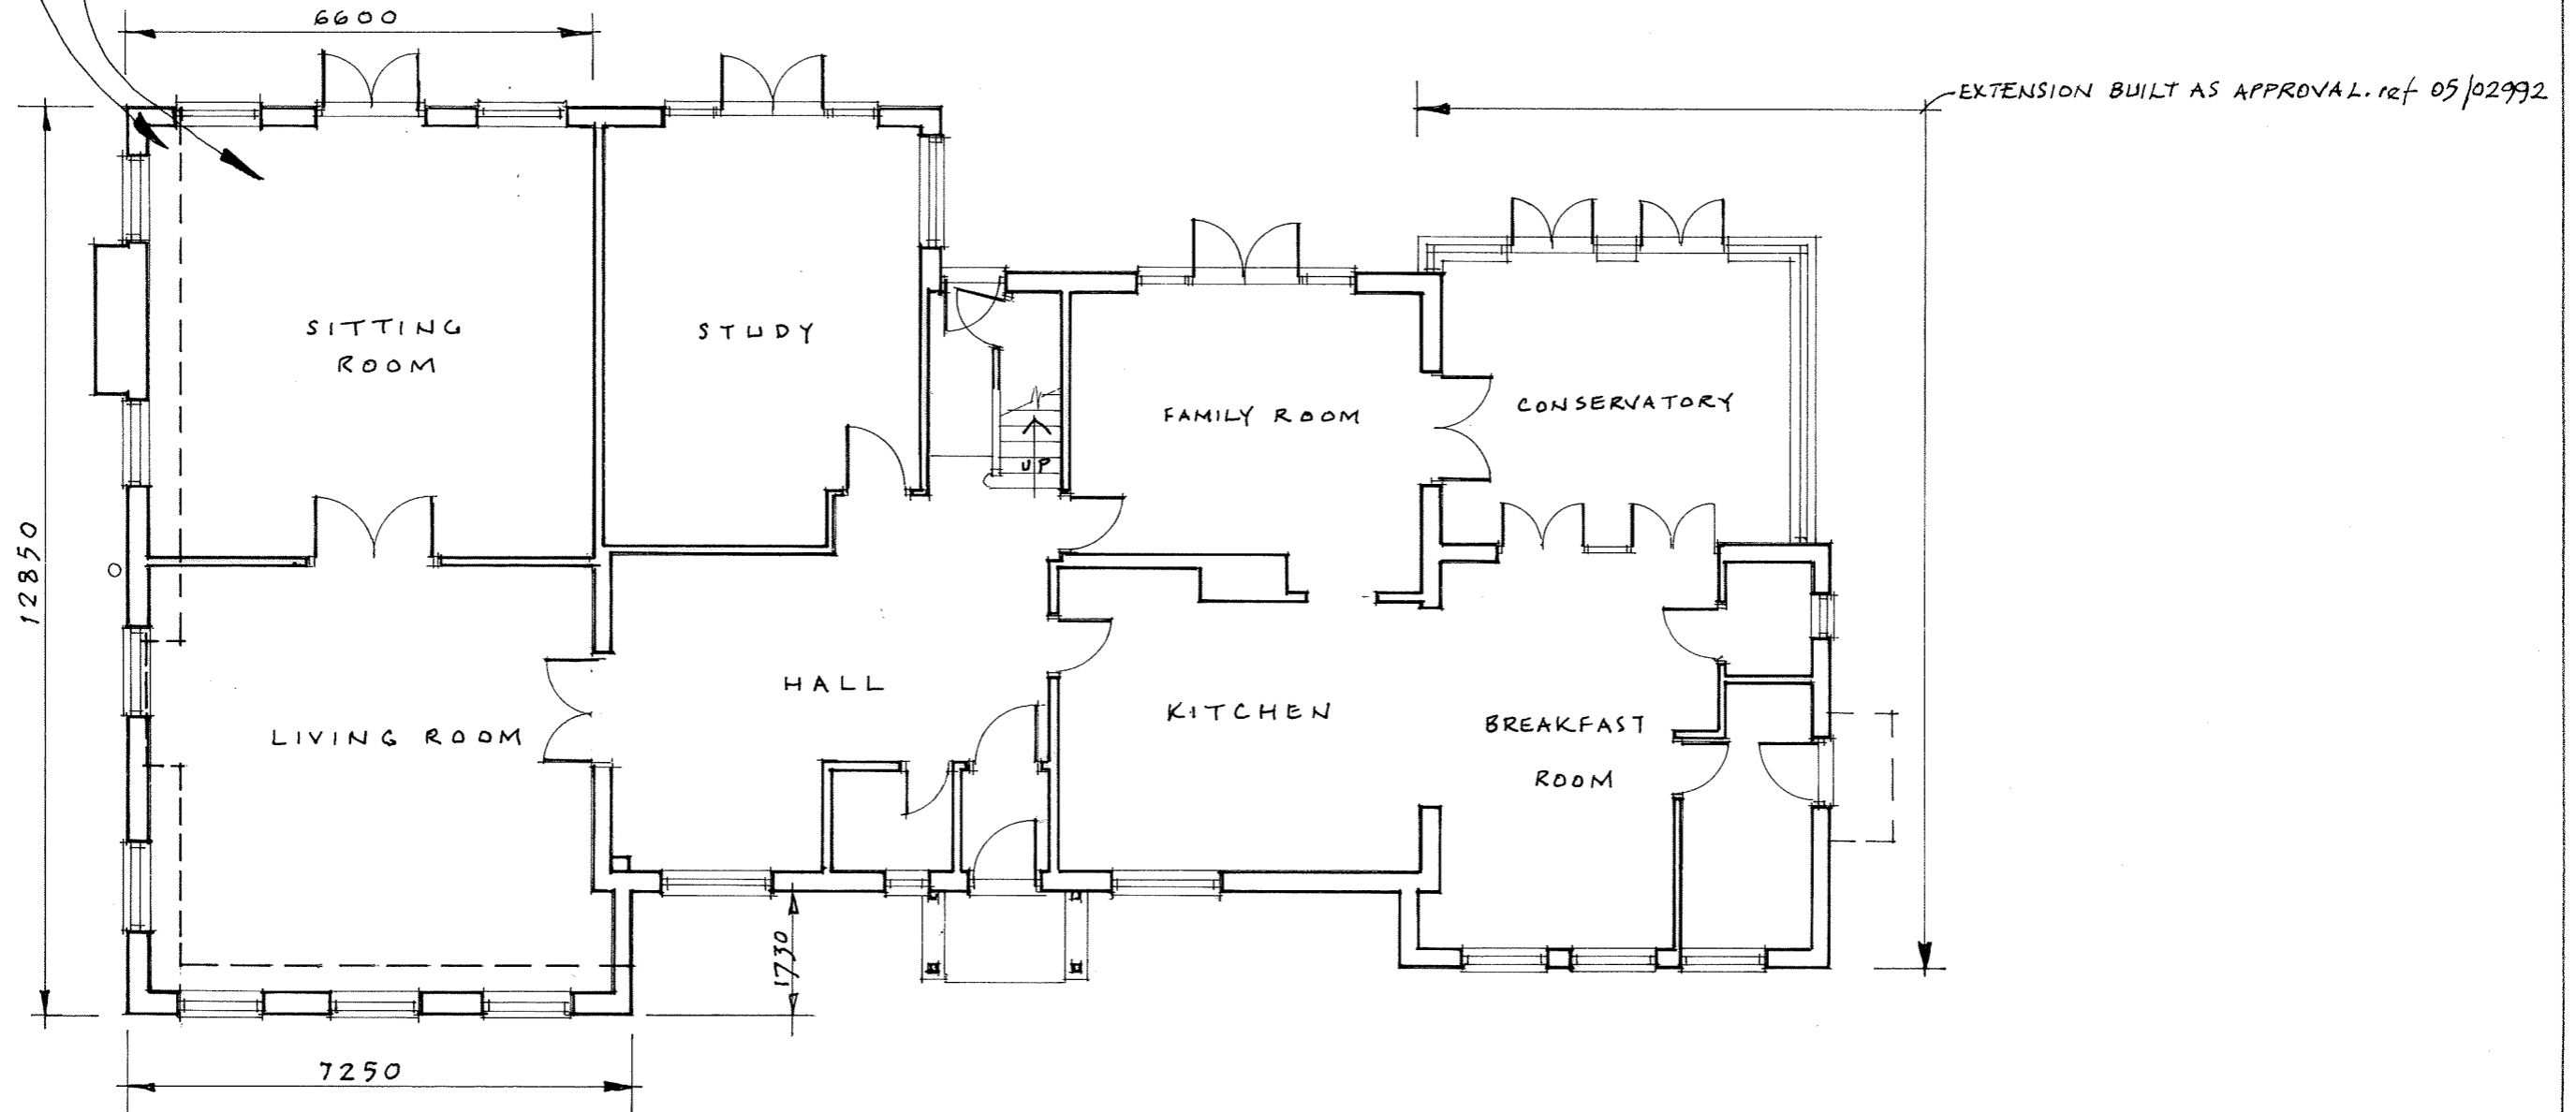 6600
EXTENSION BUILT AS APPROVAL. ref 05/02992
SITTING
ROOM
STUDY
FAMILY ROOM
CONSERVATORY
UP
12850
HALL
LIVING ROOM
KITCHEN
BREAKFAST
ROOM
1730
7250